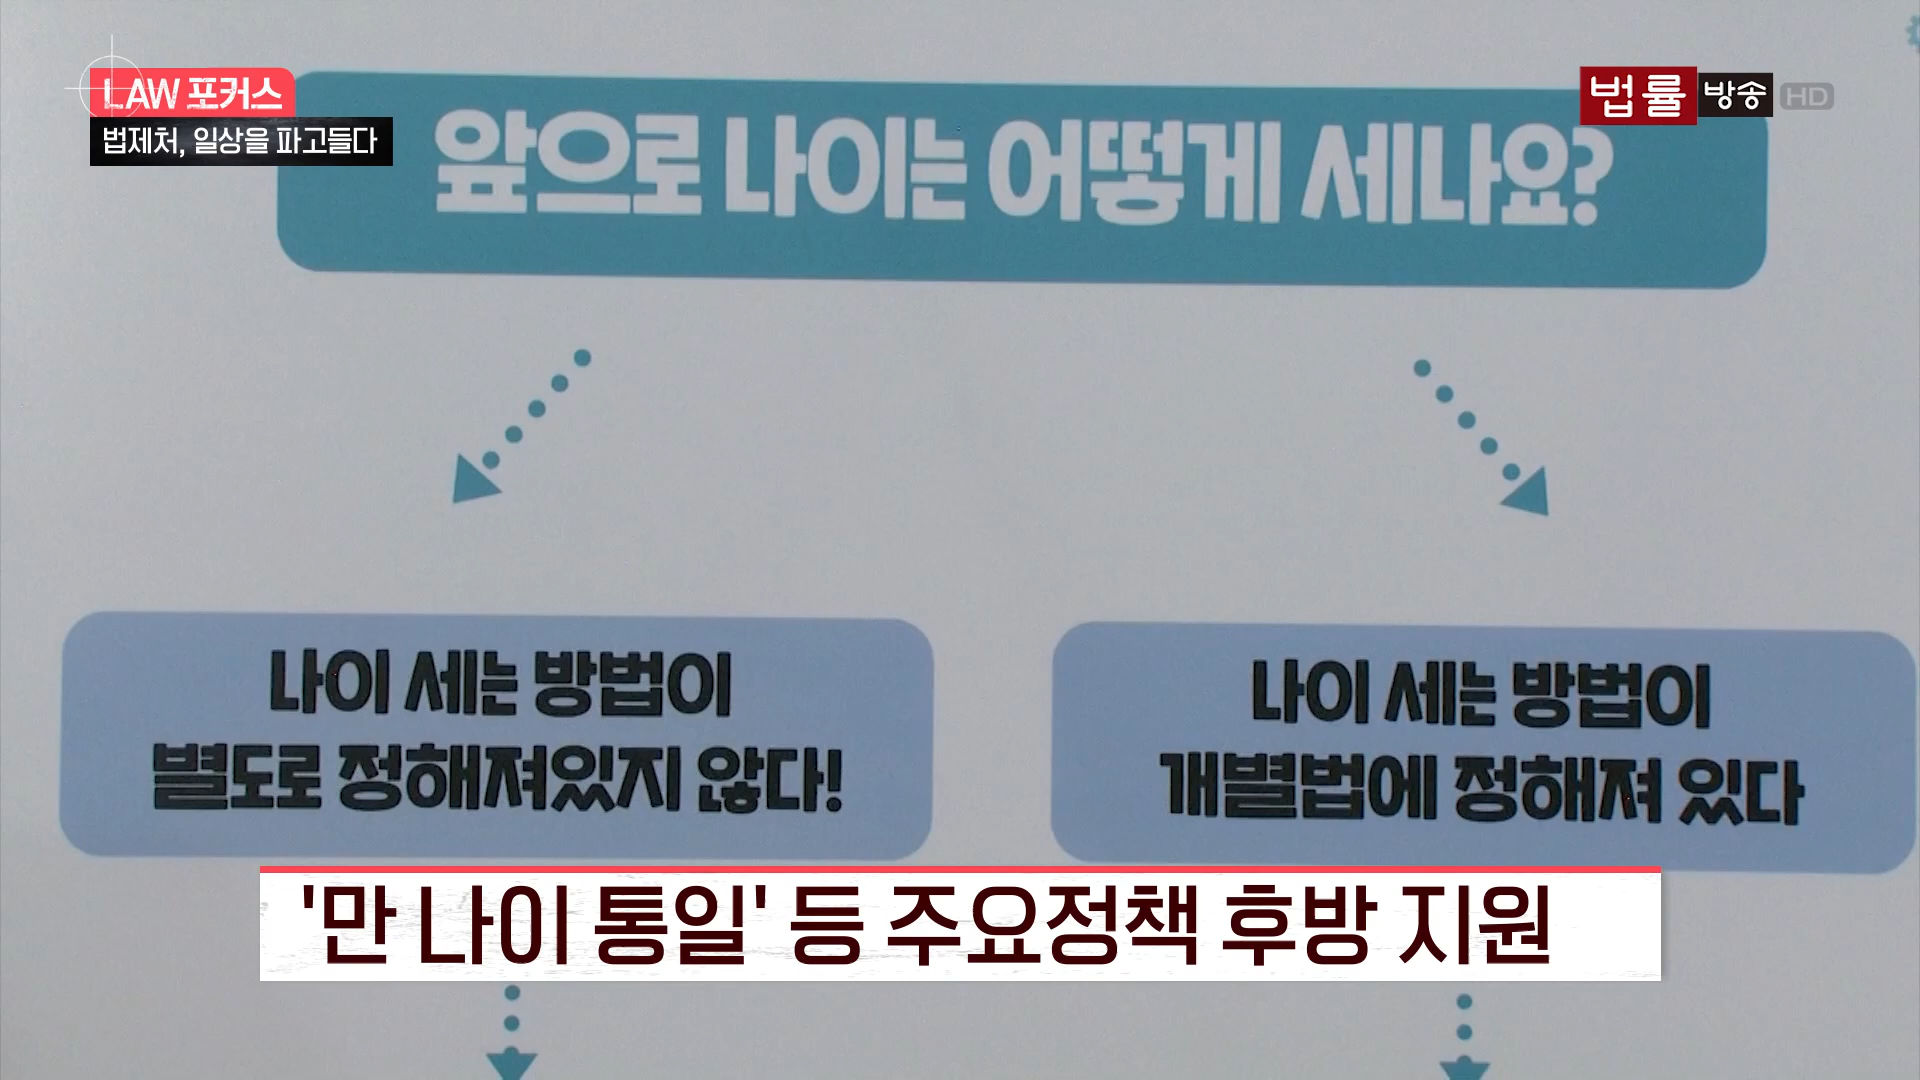 LAW 포커스
법제처, 일상을 파고들다
법률방송 HD
앞으로 나이는 어떻게 세나요?
나이 세는 방법이
별도로 정해져있지 않다!
나이 세는 방법이
개별법에 정해져 있다
'만 나이 통일' 등 주요정책 후방 지원